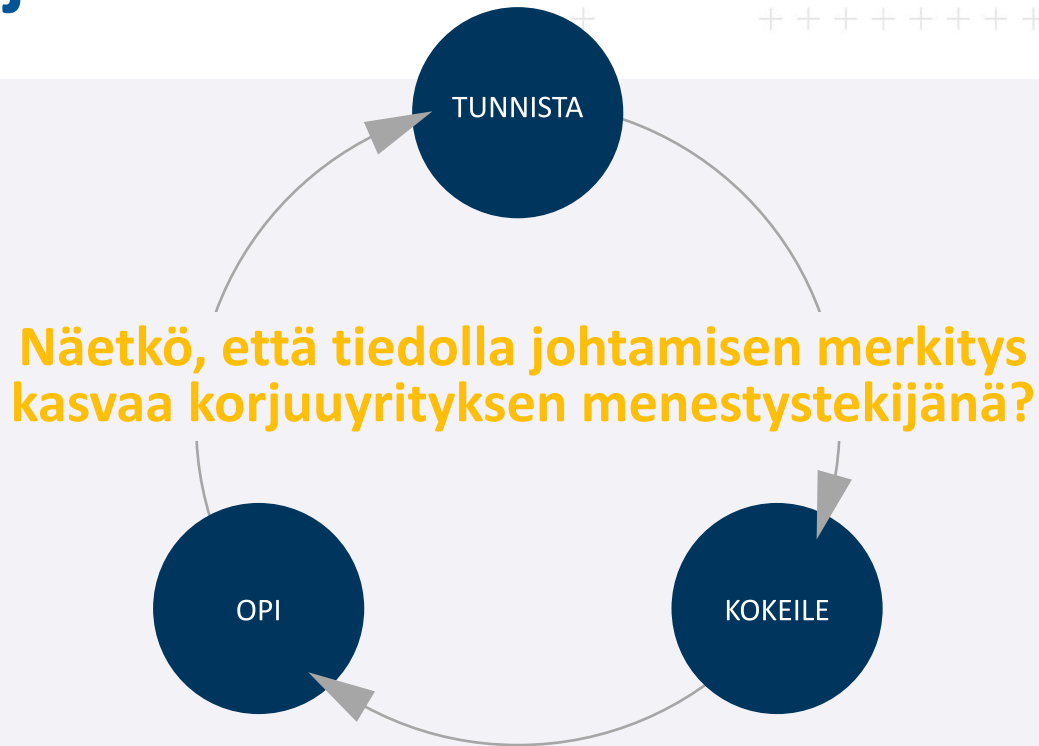 TUNNISTA
Näetkö, että tiedolla johtamisen merkitys
kasvaa korjuuyrityksen menestystekijänä?
OPI
KOKEILE